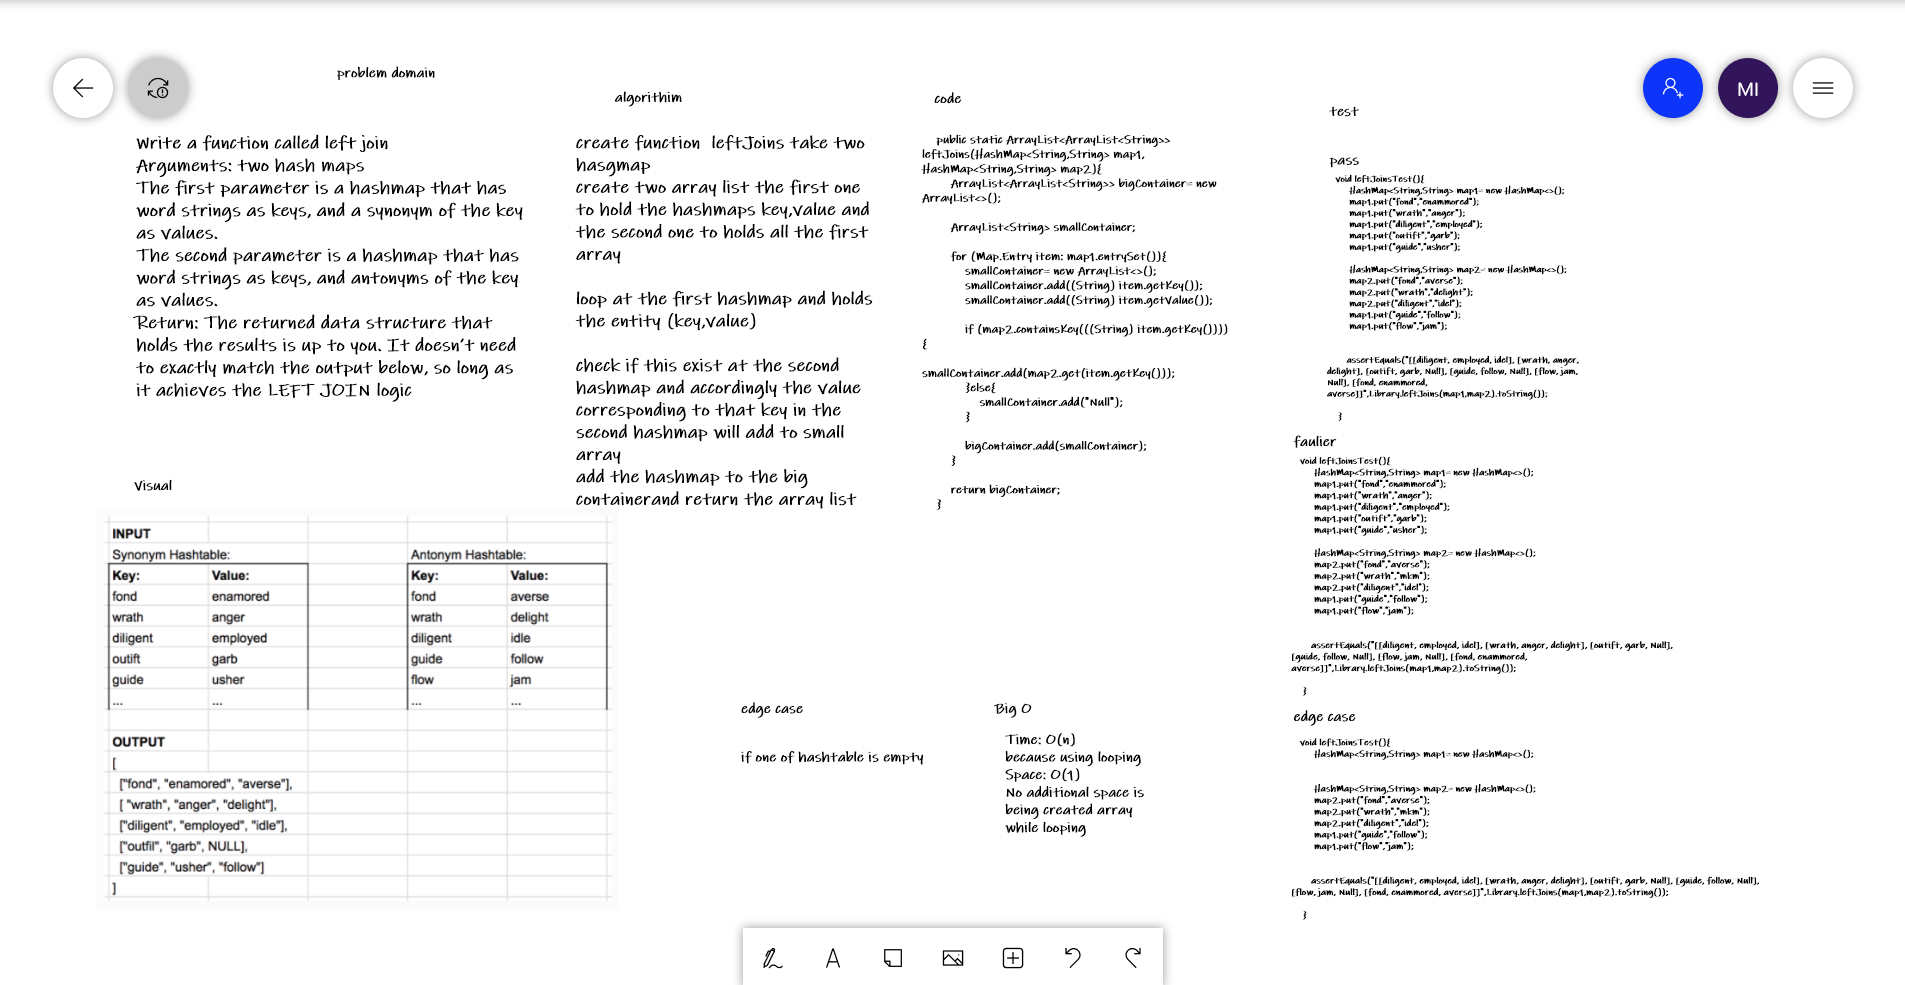 problem domain
Write a function called left join
Arguments: two hash maps
The first parameter is a hashmap that has
word strings as keys, and a synonym of the key
as values.
The second parameter is a hashmap that has
word strings as keys, and antonyms of the key
as values.
Return: The returned data structure that
holds the results is up to you. It doesn't need
to exactly match the output below, so long as
it achieves the LEFT JOIN logic
Visual
INPUT
Synonym Hashtable: Antonym Hashtable:
Key: Value: Key: Value:
fond enamored fond averse
wrath anger wrath delight
diligent employed diligent idle
outift garb guide follow
guide usher flow jam
... ... ... ...
OUTPUT
[
["fond", "enamored", "averse"],
[ "wrath", "anger", "delight"],
["diligent", "employed", "idle"],
["outfil", "garb", NULL],
["guide", "usher", "follow"]
]
algorithim
create function leftJoins take two
hasgmap
create two array list the first one
to hold the hashmaps key,value and
the second one to holds all the first
array
loop at the first hashmap and holds
the entity (key,value)
check if this exist at the second
hashmap and accordingly the value
corresponding to that key in the
second hashmap will add to small
array
add the hashmap to the big
containerand return the array list
code
public static ArrayList<ArrayList<String>>
leftJoins(HashMap<String,String> map1,
HashMap<String,String> map2){
ArrayList<ArrayList<String>> bigContainer= new
ArrayList<>();
ArrayList<String> smallContainer;
for (Map.Entry item: map1.entrySet()){
smallContainer= new ArrayList<>();
smallContainer.add((String) item.getKey());
smallContainer.add((String) item.getValue());
if (map2.containsKey(((String) item.getKey())))
{
smallContainer.add(map2.get(item.getKey()));
}else{
smallContainer.add("Null");
}
bigContainer.add(smallContainer);
}
return bigContainer;
}
edge case
if one of hashtable is empty
Big O
Time: O(n)
because using looping
Space: O(1)
No additional space is
being created array
while looping
MI
test
pass
void leftJoinsTest(){
HashMap<String,String> map1= new HashMap<>();
map1.put("fond","enammored");
map1.put("wrath","anger");
map1.put("diligent","employed");
map1.put("outift","garb");
map1.put("guide","usher");
HashMap<String,String> map2= new HashMap<>();
map2.put("fond","averse");
map2.put("wrath","delight");
map2.put("diligent","idel");
map1.put("guide","follow");
map1.put("flow","jam");
assertEquals("[[diligent, employed, idel], [wrath, anger,
delight], [outift, garb, Null], [guide, follow, Null], [flow, jam,
Null], [fond, enammored,
averse]]",Library.leftJoins(map1,map2).toString());
}
faulier
void leftJoinsTest(){
HashMap<String,String> map1= new HashMap<>();
map1.put("fond","enammored");
map1.put("wrath","anger");
map1.put("diligent","employed");
map1.put("outift","garb");
map1.put("guide","usher");
HashMap<String,String> map2= new HashMap<>();
map2.put("fond","averse");
map2.put("wrath","mkm");
map2.put("diligent","idel");
map1.put("guide","follow");
map1.put("flow","jam");
assertEquals("[[diligent, employed, idel], [wrath, anger, delight], [outift, garb, Null],
[guide, follow, Null], [flow, jam, Null], [fond, enammored,
averse]]",Library.leftJoins(map1,map2).toString());
}
edge case
void leftJoinsTest(){
HashMap<String,String> map1= new HashMap<>();
HashMap<String,String> map2= new HashMap<>();
map2.put("fond","averse");
map2.put("wrath","mkm");
map2.put("diligent","idel");
map1.put("guide","follow");
map1.put("flow","jam");
assertEquals("[[diligent, employed, idel], [wrath, anger, delight], [outift, garb, Null], [guide, follow, Null],
[flow, jam, Null], [fond, enammored, averse]]",Library.leftJoins(map1,map2).toString());
}